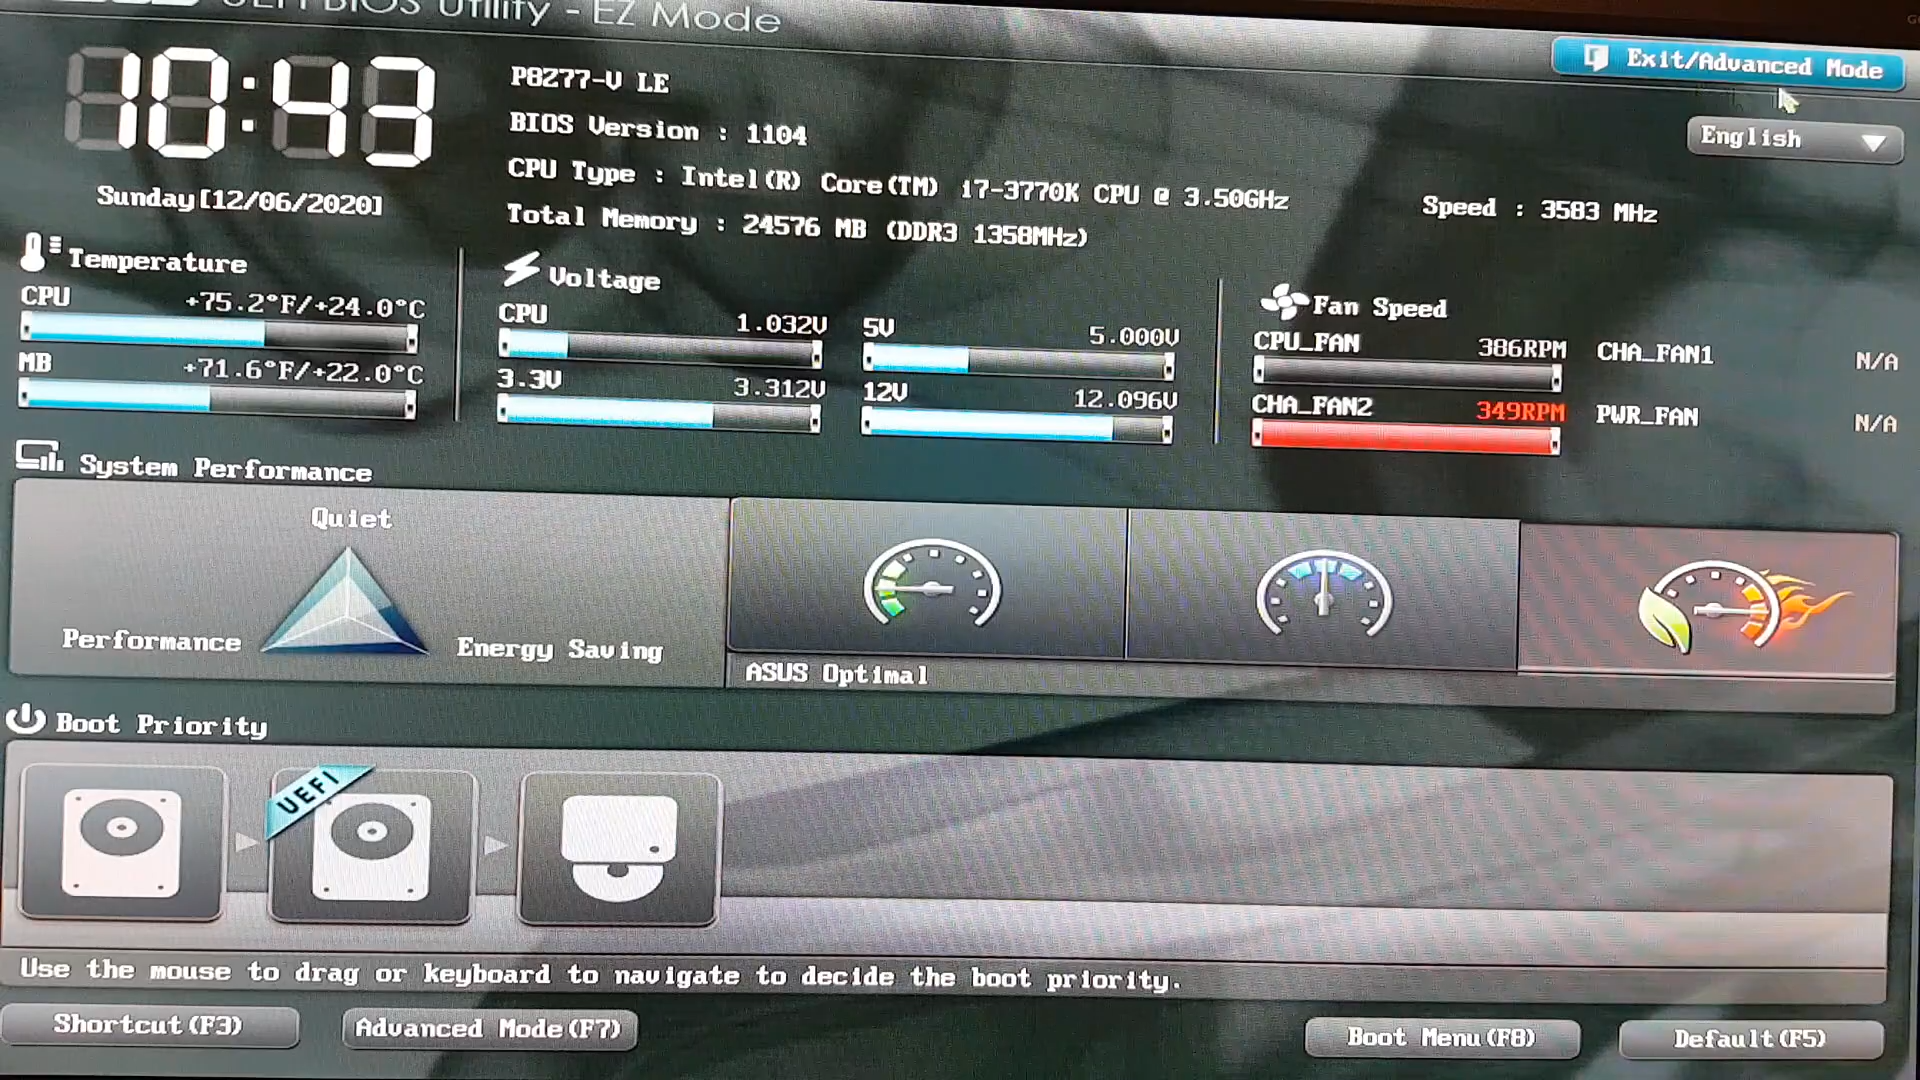 UEFI BIOS Utility - EZ Mode
Exit/Advanced Mode
English
10:43
Sunday[12/06/2020]
P8Z77-V LE
BIOS Version : 1104
CPU Type : Intel(R) Core(TM) i7-3770K CPU @ 3.50GHz
Speed : 3583 MHz
Total Memory : 24576 MB (DDR3 1358MHz)
Temperature
CPU +75.2°F/+24.0°C
MB +71.6°F/+22.0°C
Voltage
CPU 1.032V
5V 5.000V
3.3V 3.312V
12V 12.096V
Fan Speed
CPU_FAN 386RPM
CHA_FAN1 N/A
CHA_FAN2 349RPM
PWR_FAN N/A
System Performance
Quiet
Performance
Energy Saving
ASUS Optimal
Boot Priority
UEFI
Use the mouse to drag or keyboard to navigate to decide the boot priority.
Shortcut(F3)
Advanced Mode(F7)
Boot Menu(F8)
Default(F5)